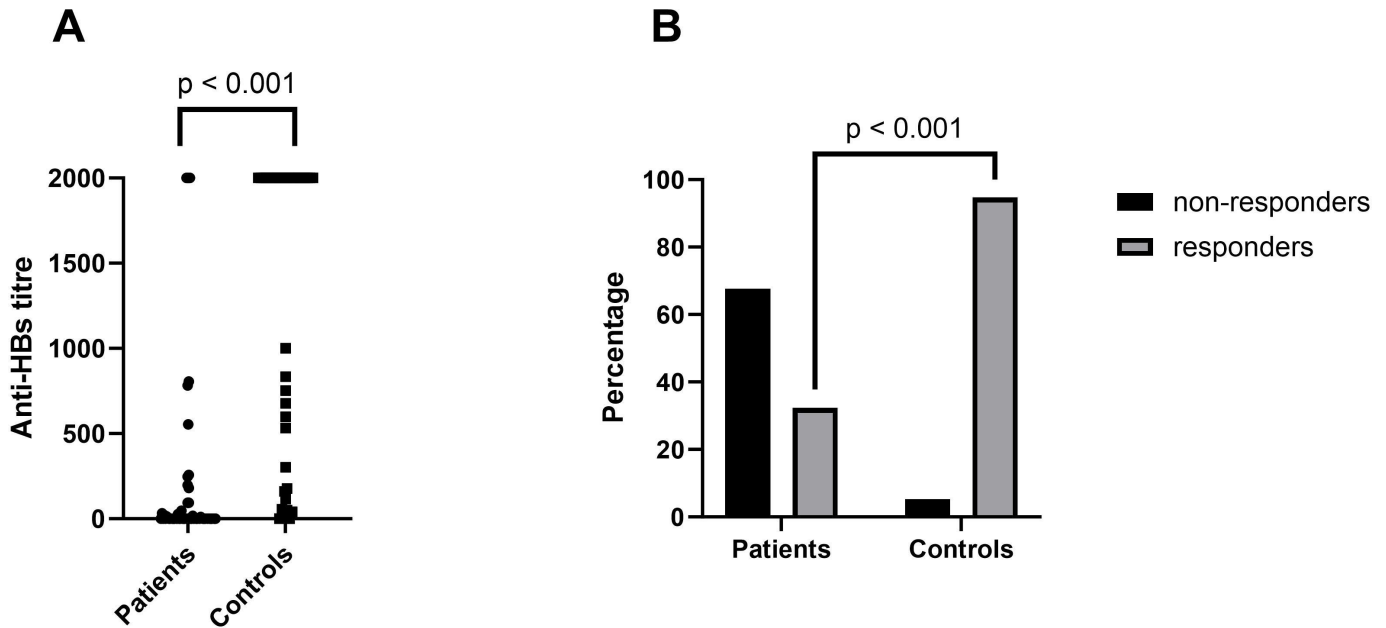 A
p < 0.001
2000
1500
1000
500
0
Anti-HBs titre
Patients
Controls
B
p < 0.001
100
80
60
40
20
0
Percentage
Patients
Controls
non-responders
responders